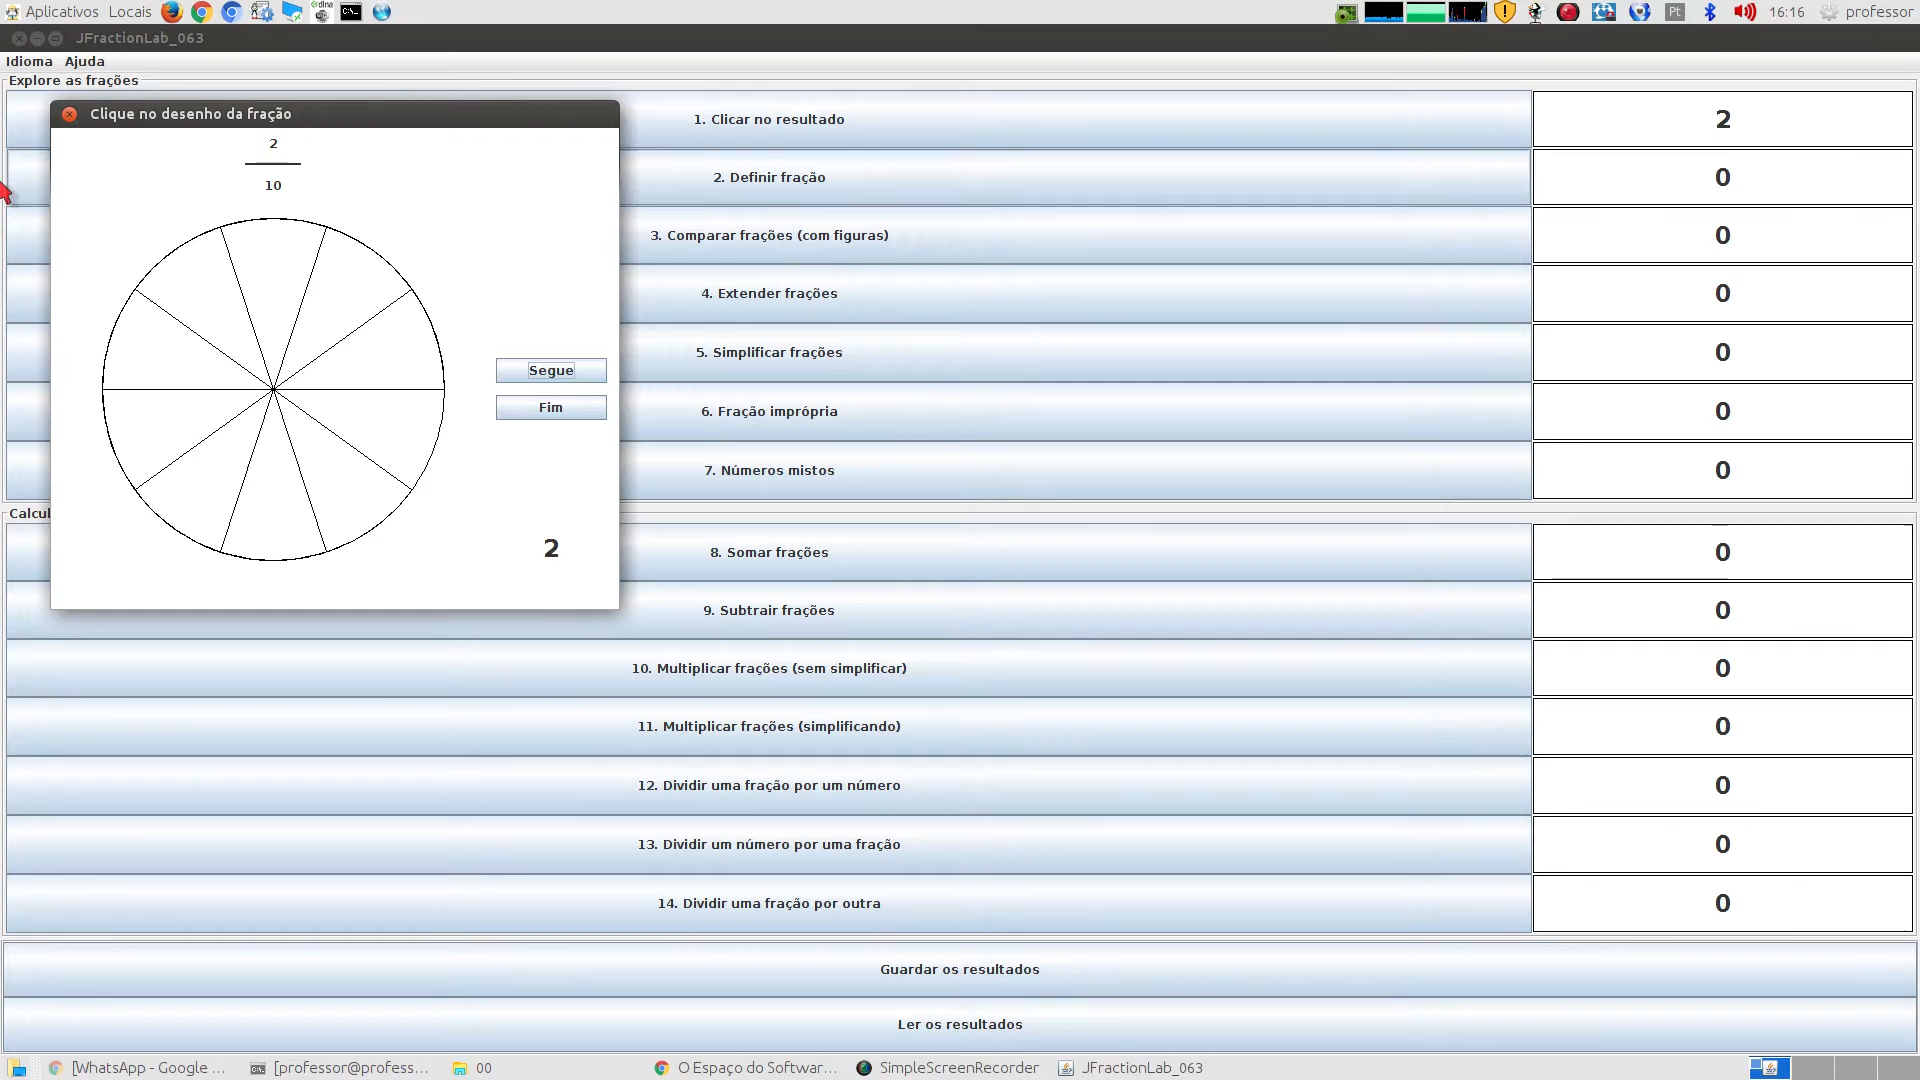 Aplicativos Locais
Pt 16:16 professor
JFractionLab_063
Idioma Ajuda
Explore as frações
Clique no desenho da fração
2
10
Segue
Fim
2
1. Clicar no resultado 2
2. Definir fração 0
3. Comparar frações (com figuras) 0
4. Extender frações 0
5. Simplificar frações 0
6. Fração imprópria 0
7. Números mistos 0
Calcul
8. Somar frações 0
9. Subtrair frações 0
10. Multiplicar frações (sem simplificar) 0
11. Multiplicar frações (simplificando) 0
12. Dividir uma fração por um número 0
13. Dividir um número por uma fração 0
14. Dividir uma fração por outra 0
Guardar os resultados
Ler os resultados
[WhatsApp - Google ... [professor@profess... 00 O Espaço do Softwar... SimpleScreenRecorder JFractionLab_063